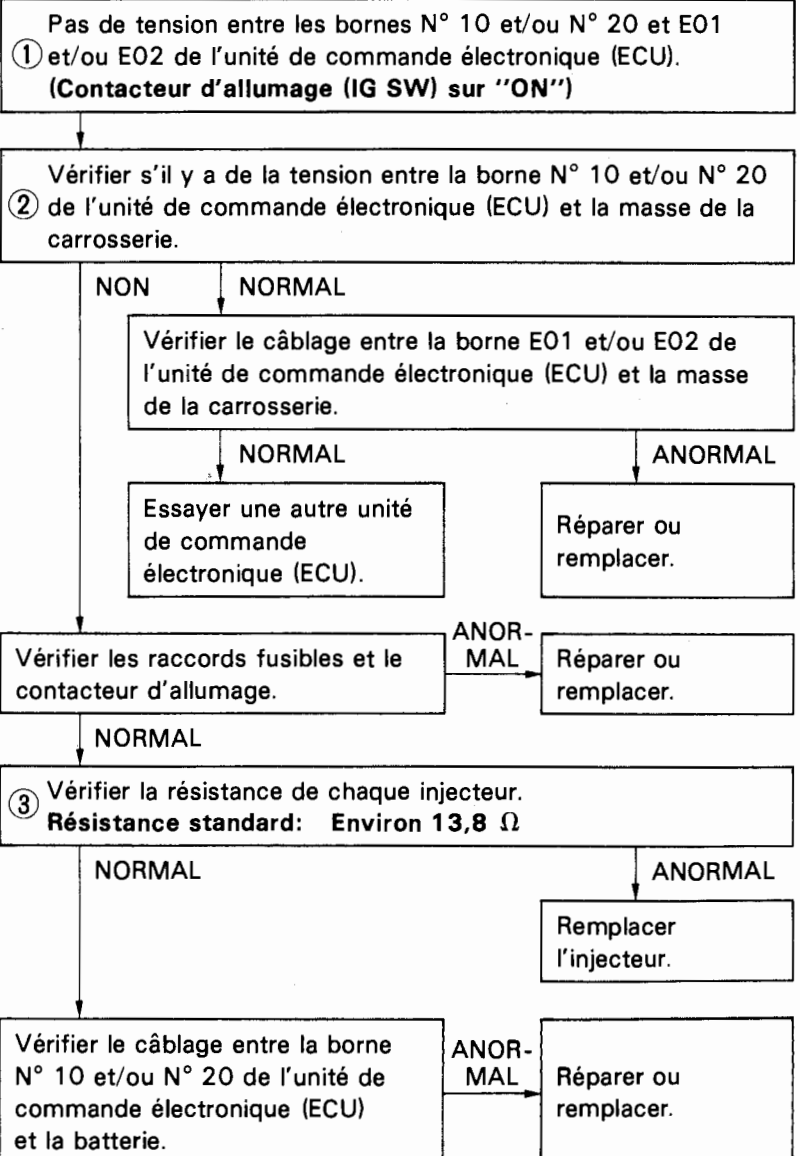 Pas de tension entre les bornes N° 10 et/ou N° 20 et E01
① et/ou E02 de l'unité de commande électronique (ECU).
(Contacteur d'allumage (IG SW) sur ''ON'')
Vérifier s'il y a de la tension entre la borne N° 10 et/ou N° 20
② de l'unité de commande électronique (ECU) et la masse de la
carrosserie.
NON NORMAL
Vérifier le câblage entre la borne E01 et/ou E02 de
l'unité de commande électronique (ECU) et la masse
de la carrosserie.
NORMAL ANORMAL
Essayer une autre unité
de commande
électronique (ECU).
Réparer ou
remplacer.
Vérifier les raccords fusibles et le
contacteur d'allumage.
ANOR-
MAL
Réparer ou
remplacer.
NORMAL
③ Vérifier la résistance de chaque injecteur.
Résistance standard: Environ 13,8 Ω
NORMAL ANORMAL
Remplacer
l'injecteur.
Vérifier le câblage entre la borne
N° 10 et/ou N° 20 de l'unité de
commande électronique (ECU)
et la batterie.
ANOR-
MAL
Réparer ou
remplacer.